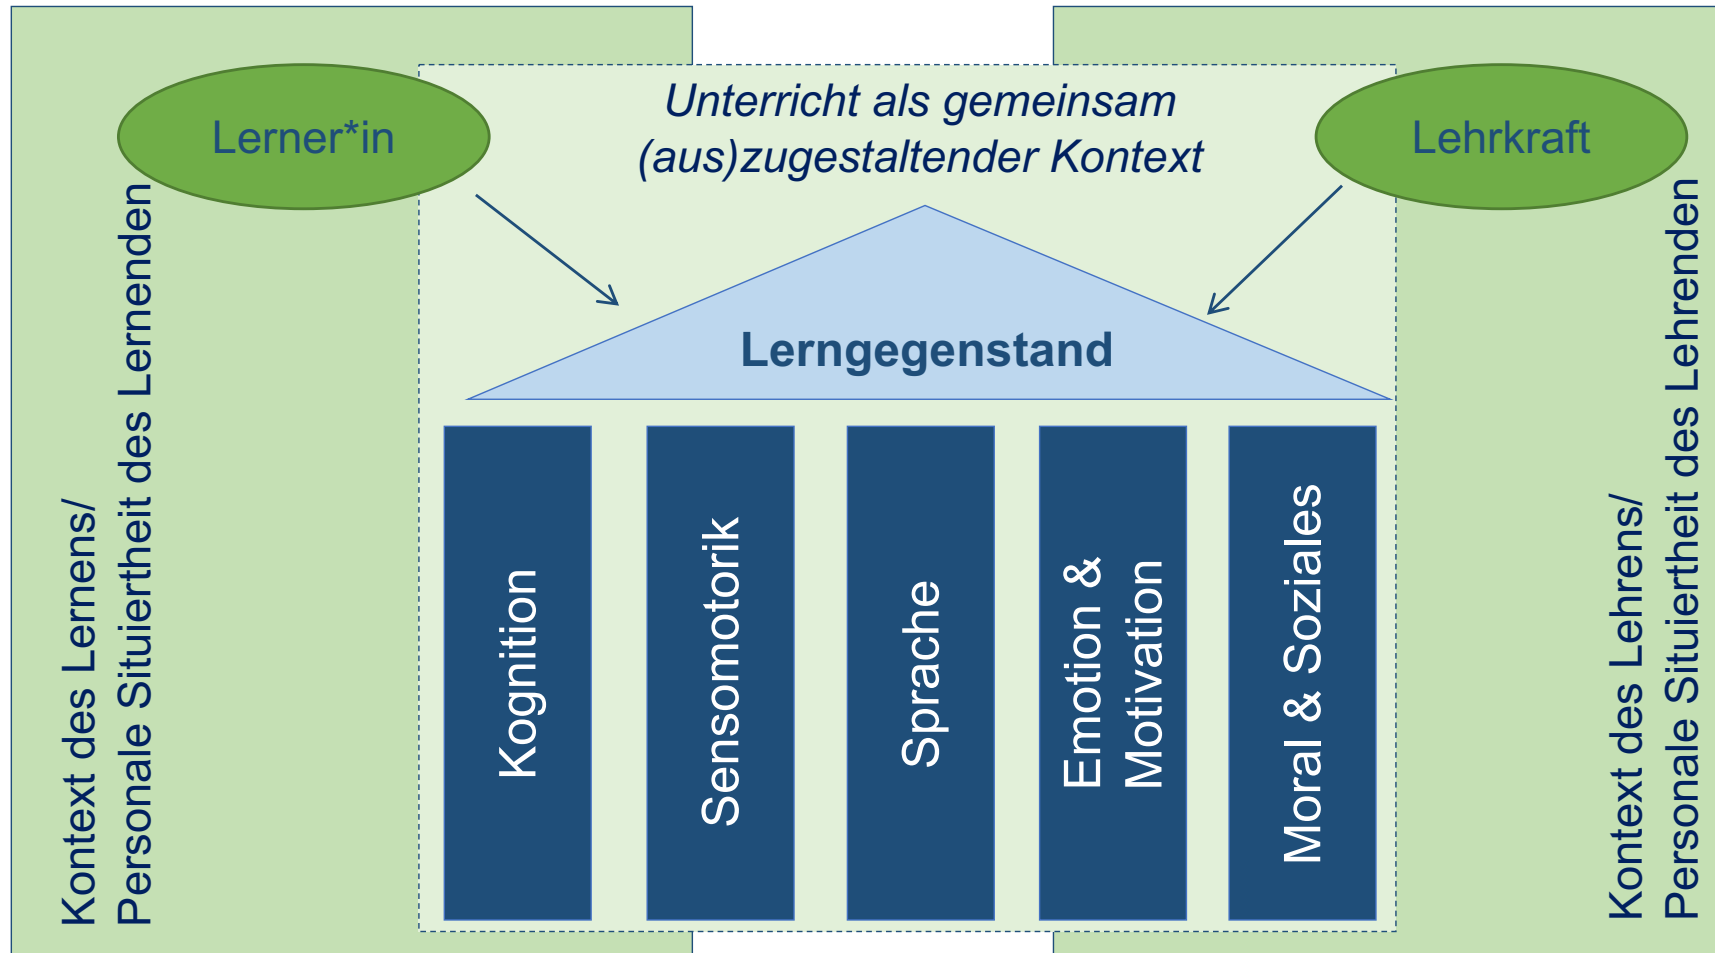 Unterricht als gemeinsam
(aus)zugestaltender Kontext
Lerner*in
Lehrkraft
Kontext des Lernens/
Personale Situiertheit des Lernenden
Lerngegenstand
Kognition
Sensomotorik
Sprache
Emotion &
Motivation
Moral & Soziales
Kontext des Lehrens/
Personale Situiertheit des Lehrenden